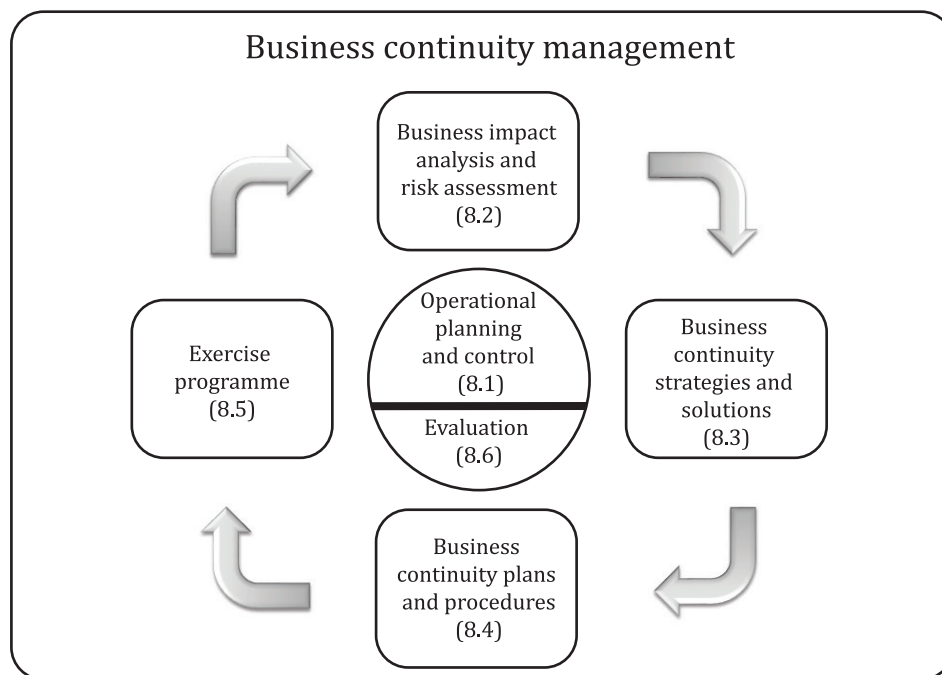 Business continuity management
Business impact
analysis and
risk assessment
(8.2)
Operational
planning
and control
(8.1)
Evaluation
(8.6)
Exercise
programme
(8.5)
Business
continuity
strategies and
solutions
(8.3)
Business
continuity plans
and procedures
(8.4)